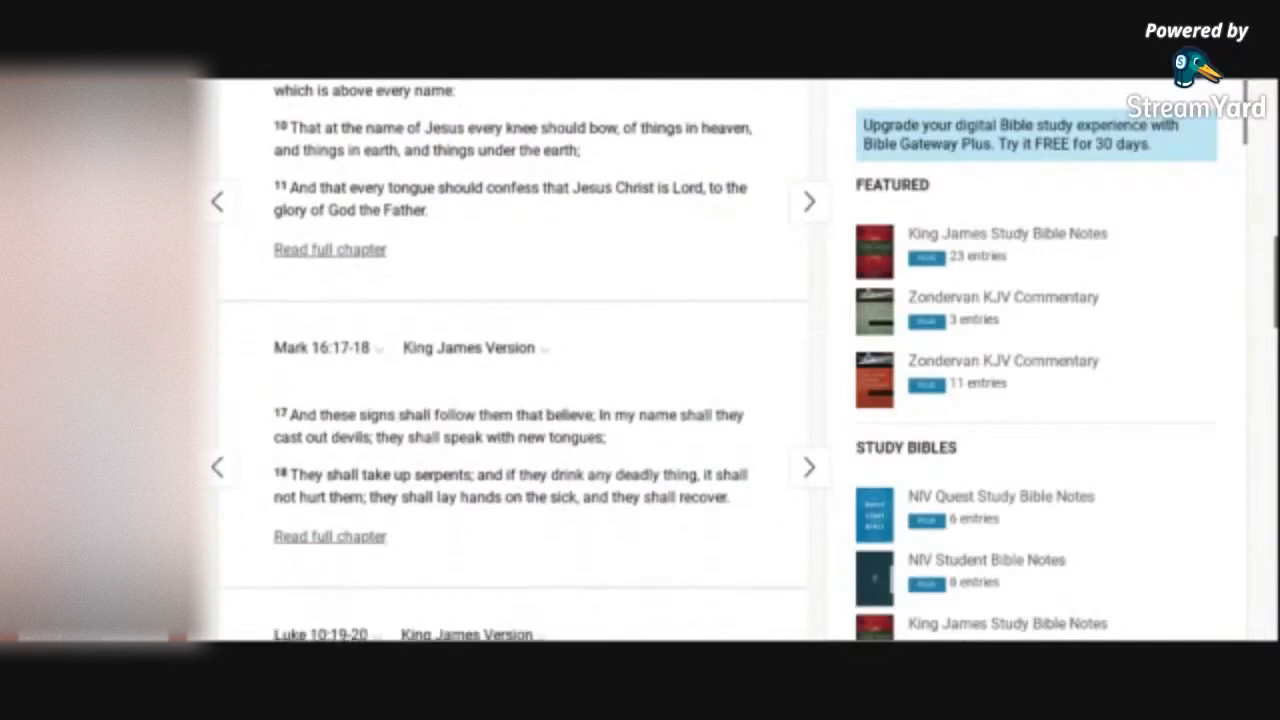 Powered by
StreamYard
which is above every name:
10 That at the name of Jesus every knee should bow, of things in heaven,
and things in earth, and things under the earth;
11 And that every tongue should confess that Jesus Christ is Lord, to the
glory of God the Father.
Read full chapter
Mark 16:17-18 King James Version
17 And these signs shall follow them that believe; In my name shall they
cast out devils; they shall speak with new tongues;
18 They shall take up serpents; and if they drink any deadly thing, it shall
not hurt them; they shall lay hands on the sick, and they shall recover.
Read full chapter
Luke 10:19-20 King James Version
Upgrade your digital Bible study experience with
Bible Gateway Plus. Try it FREE for 30 days.
FEATURED
King James Study Bible Notes
PLUS 23 entries
Zondervan KJV Commentary
PLUS 3 entries
Zondervan KJV Commentary
PLUS 11 entries
STUDY BIBLES
NIV Quest Study Bible Notes
PLUS 6 entries
NIV Student Bible Notes
PLUS 8 entries
King James Study Bible Notes